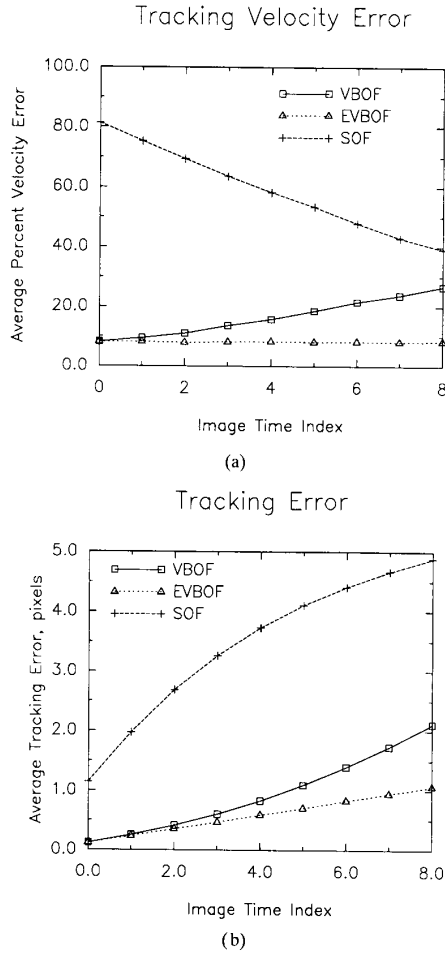 Tracking Velocity Error
100.0
80.0
60.0
40.0
20.0
0.0
Average Percent Velocity Error
VBOF
EVBOF
SOF
0 2 4 6 8
Image Time Index
(a)
Tracking Error
5.0
4.0
3.0
2.0
1.0
0.0
Average Tracking Error, pixels
VBOF
EVBOF
SOF
0.0 2.0 4.0 6.0 8.0
Image Time Index
(b)